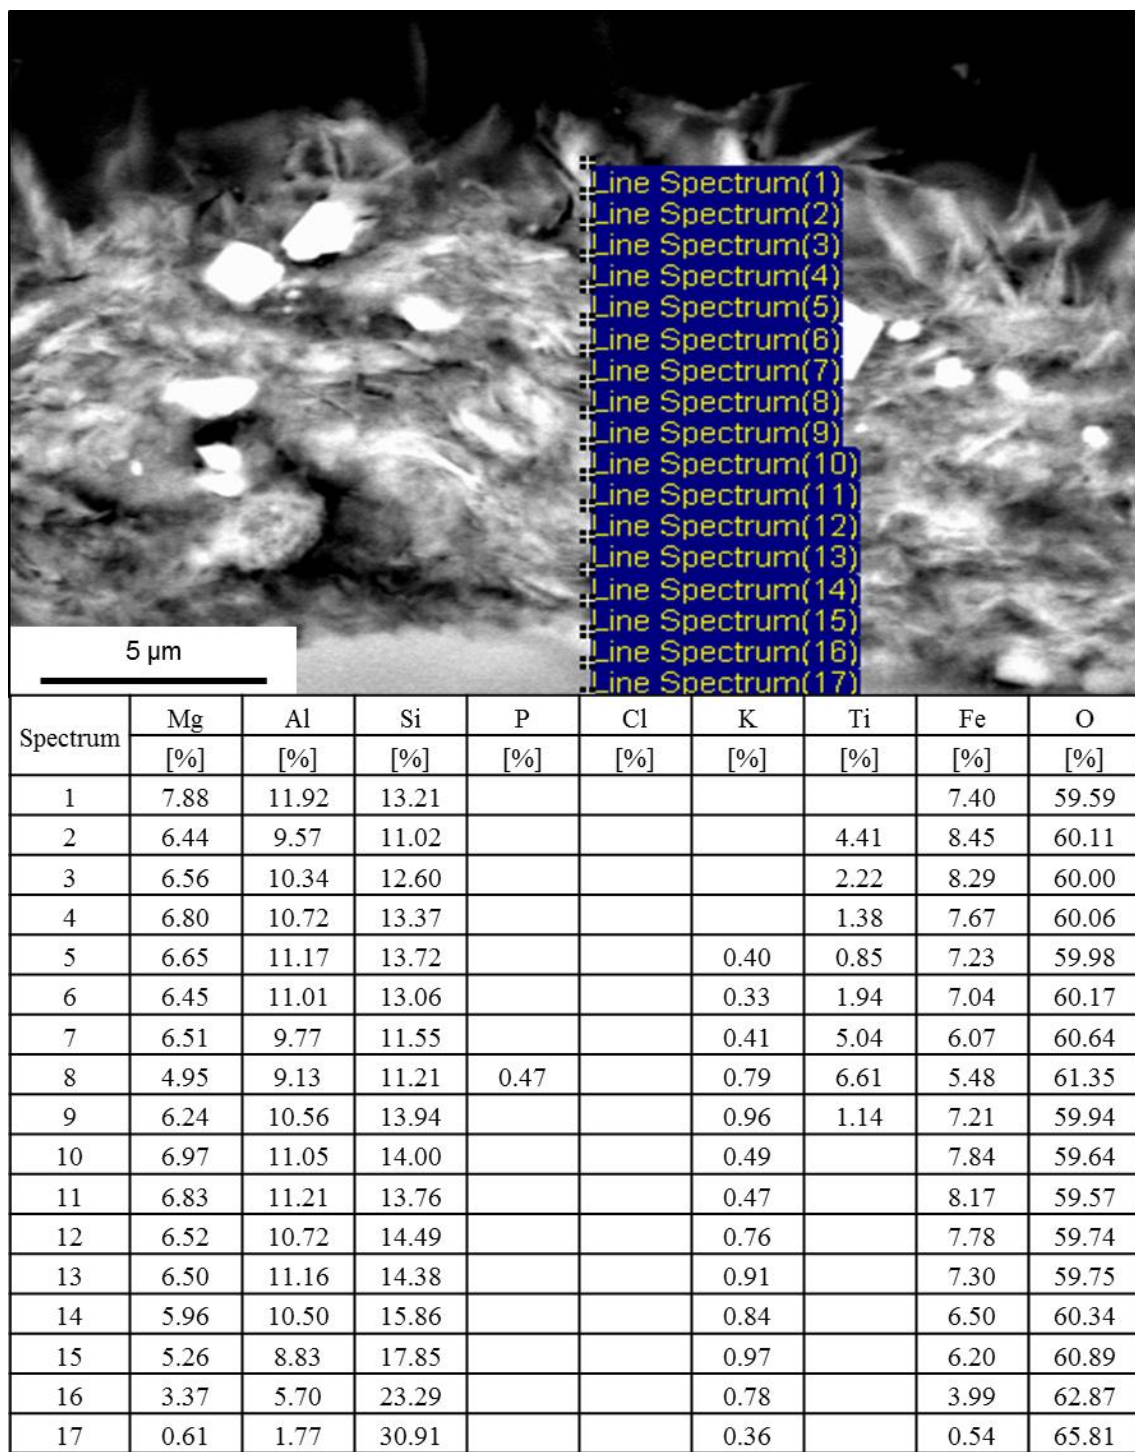 Line Spectrum(1)
Line Spectrum(2)
Line Spectrum(3)
Line Spectrum(4)
Line Spectrum(5)
Line Spectrum(6)
Line Spectrum(7)
Line Spectrum(8)
Line Spectrum(9)
Line Spectrum(10)
Line Spectrum(11)
Line Spectrum(12)
Line Spectrum(13)
Line Spectrum(14)
Line Spectrum(15)
Line Spectrum(16)
Line Spectrum(17)
5 µm
Spectrum Mg Al Si P Cl K Ti Fe O
[%] [%] [%] [%] [%] [%] [%] [%] [%]
1 7.88 11.92 13.21 7.40 59.59
2 6.44 9.57 11.02 4.41 8.45 60.11
3 6.56 10.34 12.60 2.22 8.29 60.00
4 6.80 10.72 13.37 1.38 7.67 60.06
5 6.65 11.17 13.72 0.40 0.85 7.23 59.98
6 6.45 11.01 13.06 0.33 1.94 7.04 60.17
7 6.51 9.77 11.55 0.41 5.04 6.07 60.64
8 4.95 9.13 11.21 0.47 0.79 6.61 5.48 61.35
9 6.24 10.56 13.94 0.96 1.14 7.21 59.94
10 6.97 11.05 14.00 0.49 7.84 59.64
11 6.83 11.21 13.76 0.47 8.17 59.57
12 6.52 10.72 14.49 0.76 7.78 59.74
13 6.50 11.16 14.38 0.91 7.30 59.75
14 5.96 10.50 15.86 0.84 6.50 60.34
15 5.26 8.83 17.85 0.97 6.20 60.89
16 3.37 5.70 23.29 0.78 3.99 62.87
17 0.61 1.77 30.91 0.36 0.54 65.81